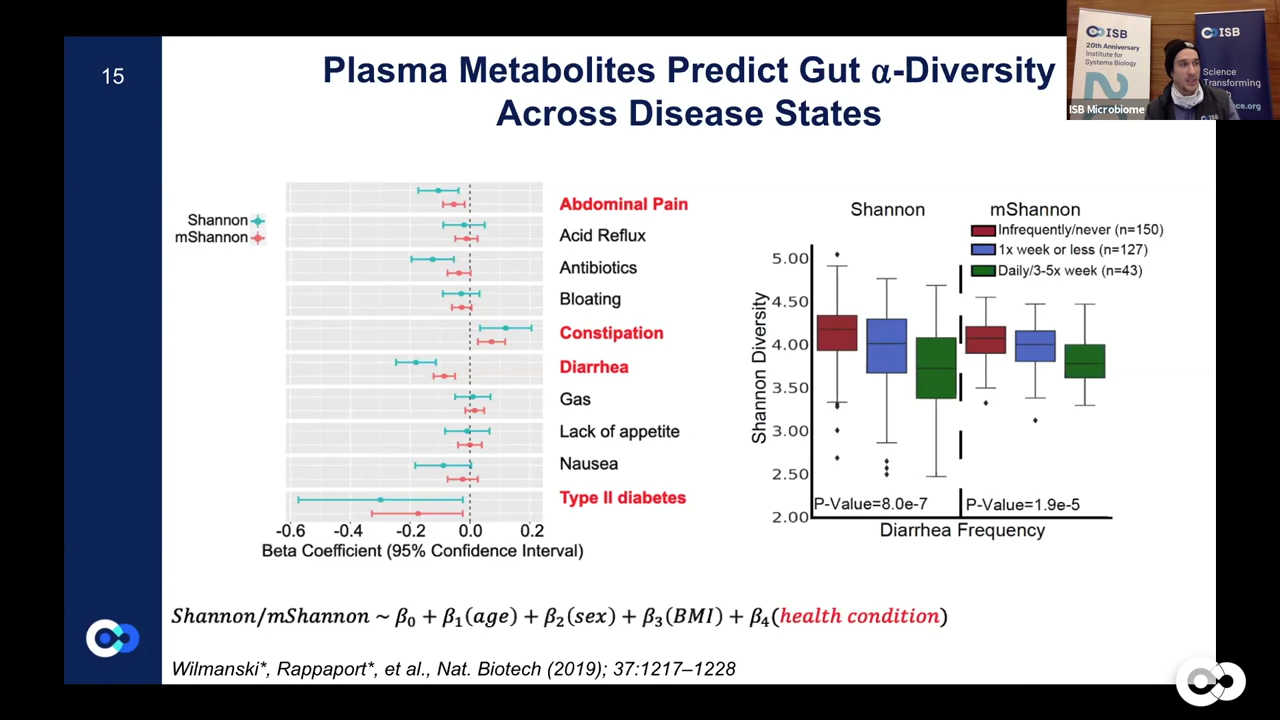 15
Plasma Metabolites Predict Gut α-Diversity
Across Disease States
ISB
20th Anniversary
Institute for
Systems Biology
ISB
Science
Transforming
ISB Microbiome
Shannon
mShannon
Abdominal Pain
Acid Reflux
Antibiotics
Bloating
Constipation
Diarrhea
Gas
Lack of appetite
Nausea
Type II diabetes
-0.6 -0.4 -0.2 0.0 0.2
Beta Coefficient (95% Confidence Interval)
Shannon mShannon
Infrequently/never (n=150)
1x week or less (n=127)
Daily/3-5x week (n=43)
Shannon Diversity
5.00
4.50
4.00
3.50
3.00
2.50
2.00
P-Value=8.0e-7 P-Value=1.9e-5
Diarrhea Frequency
Shannon/mShannon ~ β₀ + β₁(age) + β₂(sex) + β₃(BMI) + β₄(health condition)
Wilmanski*, Rappaport*, et al., Nat. Biotech (2019); 37:1217–1228